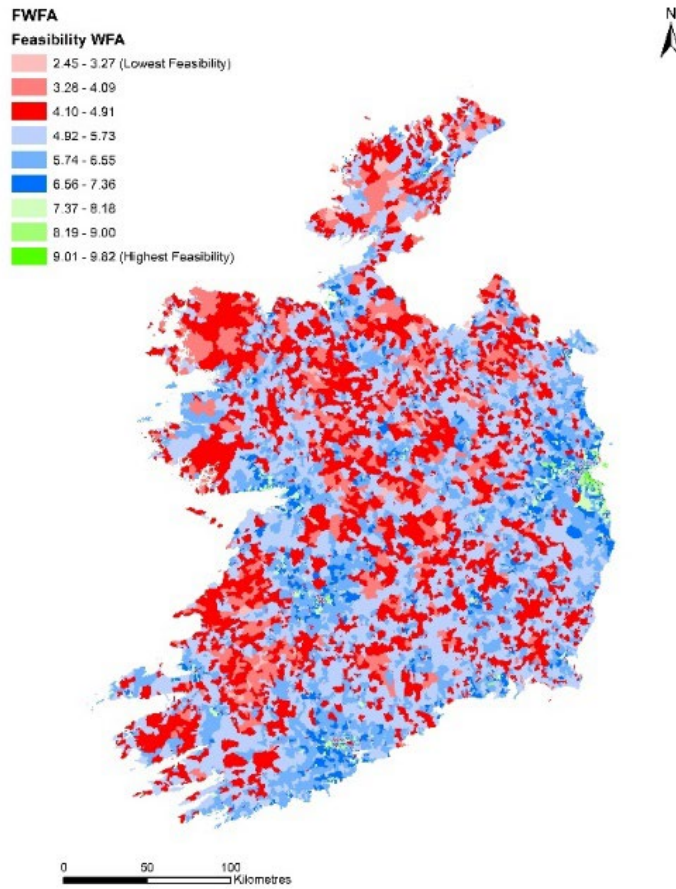 FWFA
N
Feasibility WFA
2.45 - 3.27 (Lowest Feasibility)
3.28 - 4.09
4.10 - 4.91
4.92 - 5.73
5.74 - 6.55
6.56 - 7.36
7.37 - 8.18
8.19 - 9.00
9.01 - 9.82 (Highest Feasibility)
0 50 100
Kilometres